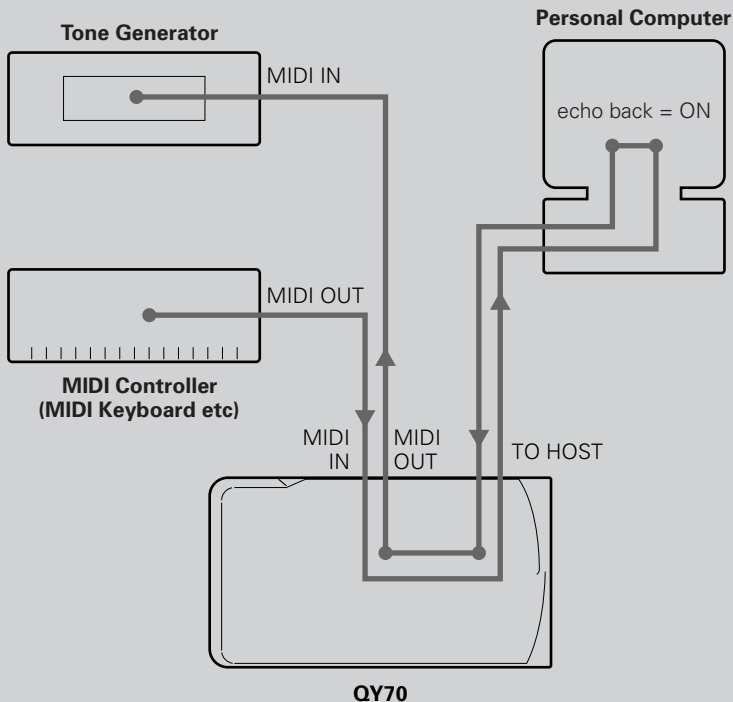 Personal Computer
Tone Generator
MIDI IN
echo back = ON
MIDI OUT
MIDI Controller
(MIDI Keyboard etc)
MIDI
IN
MIDI
OUT
TO HOST
QY70